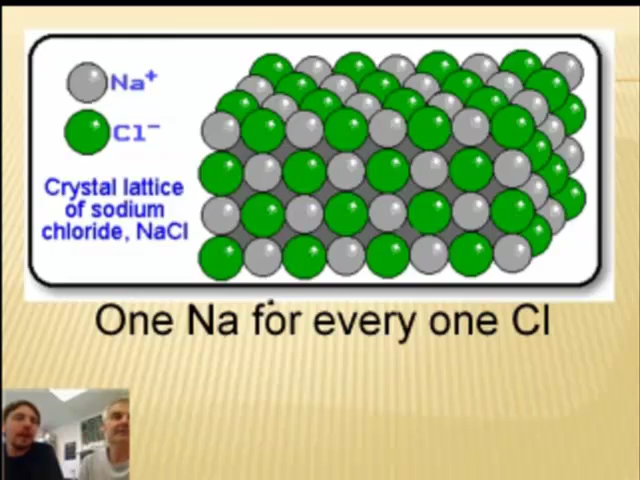 Na+
Cl−
Crystal lattice
of sodium
chloride, NaCl
One Na for every one Cl